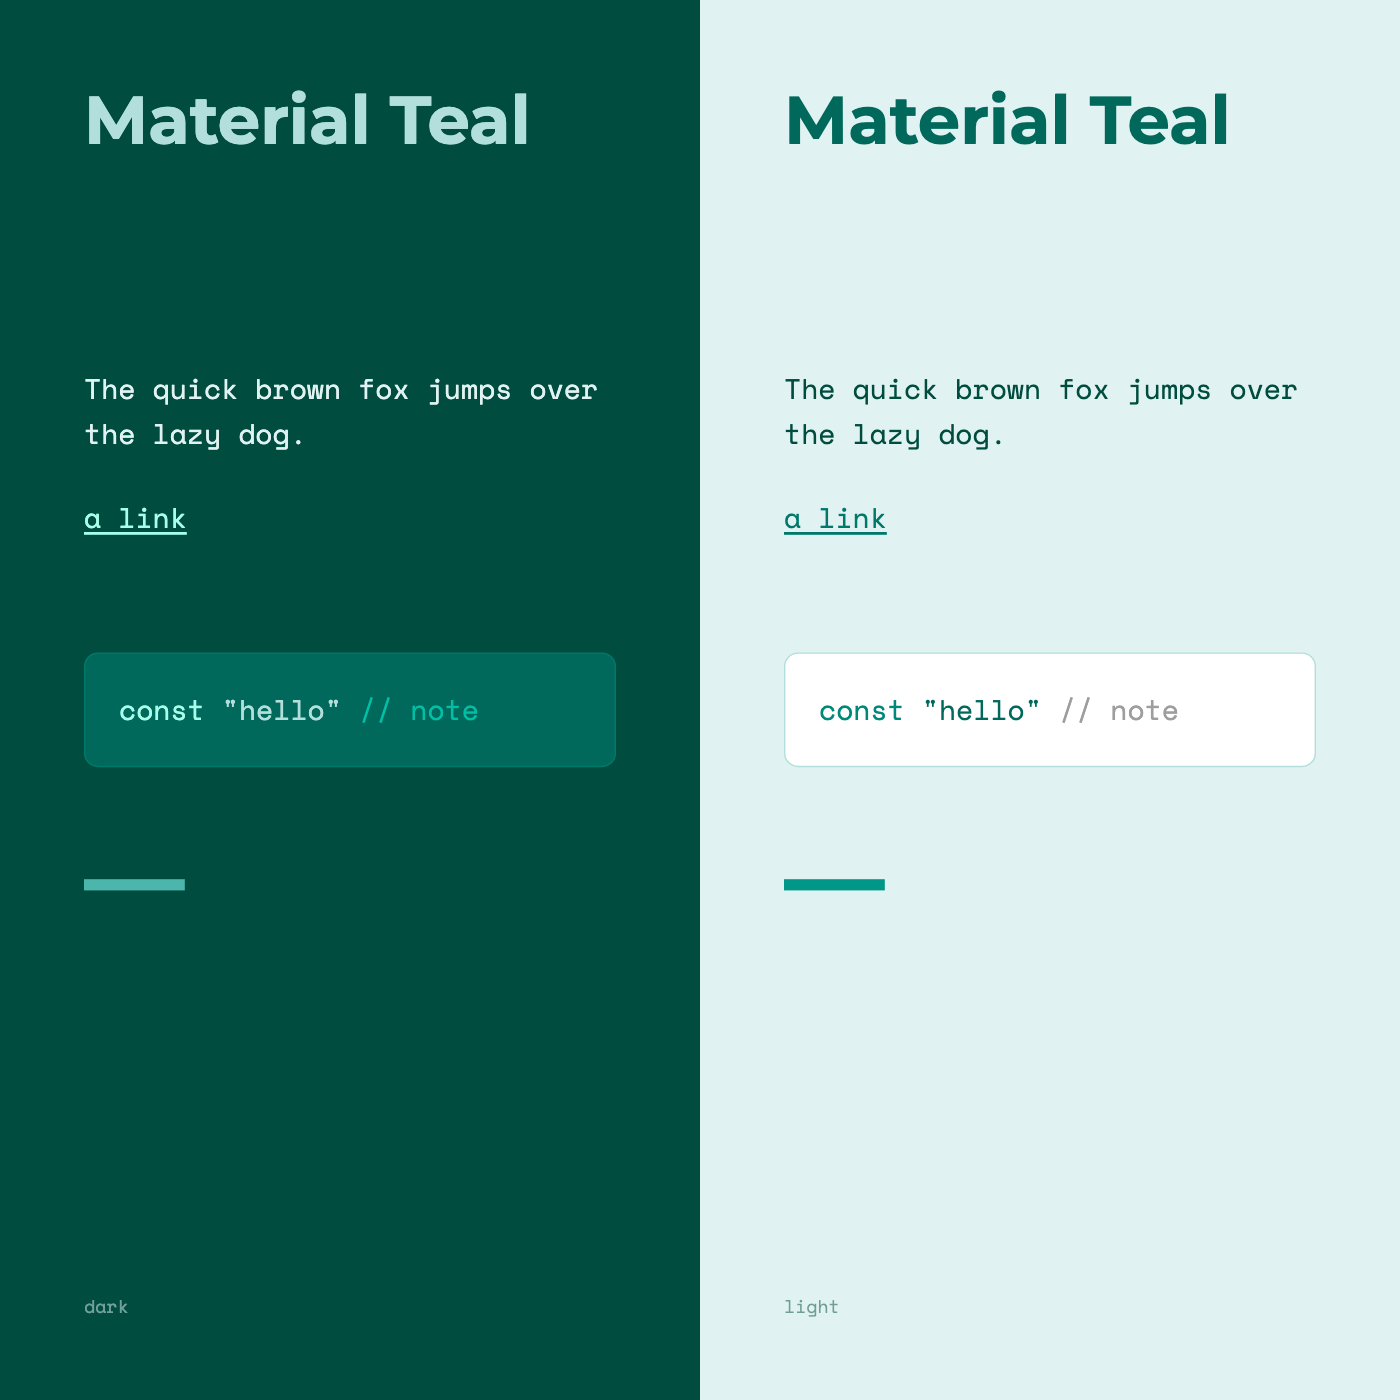 Material Teal
The quick brown fox jumps over
the lazy dog.
a link
const "hello" // note
dark
Material Teal
The quick brown fox jumps over
the lazy dog.
a link
const "hello" // note
light